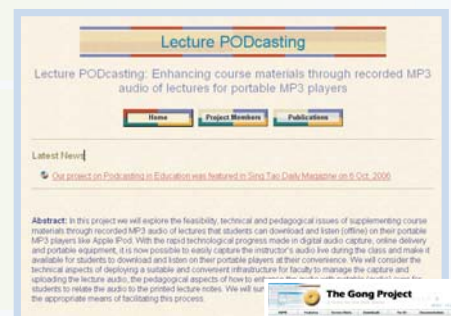 Lecture PODcasting
Lecture PODcasting: Enhancing course materials through recorded MP3
audio of lectures for portable MP3 players
Home Project Members Publications
Latest News
Our project on Podcasting in Education was featured in Sing Tao Daily Magazine on 6 Oct, 2006
Abstract: In this project we will explore the feasibility, technical and pedagogical issues of supplementing course
materials through recorded MP3 audio of lectures that students can download and listen (offline) on their portable
MP3 players like Apple iPod. With the rapid technological progress made in digital audio capture, online delivery
and portable equipment, it is now possible to easily capture the instructor's audio live during the class and make it
available for students to download and listen on their portable players at their convenience. We will consider the
technical aspects of deploying a suitable and convenient infrastructure for faculty to manage the capture and
uploading the lecture audio, the pedagogical aspects of how to
students to relate the audio to the printed lecture notes. We will
the appropriate means of facilitating this process.
The Gong Project